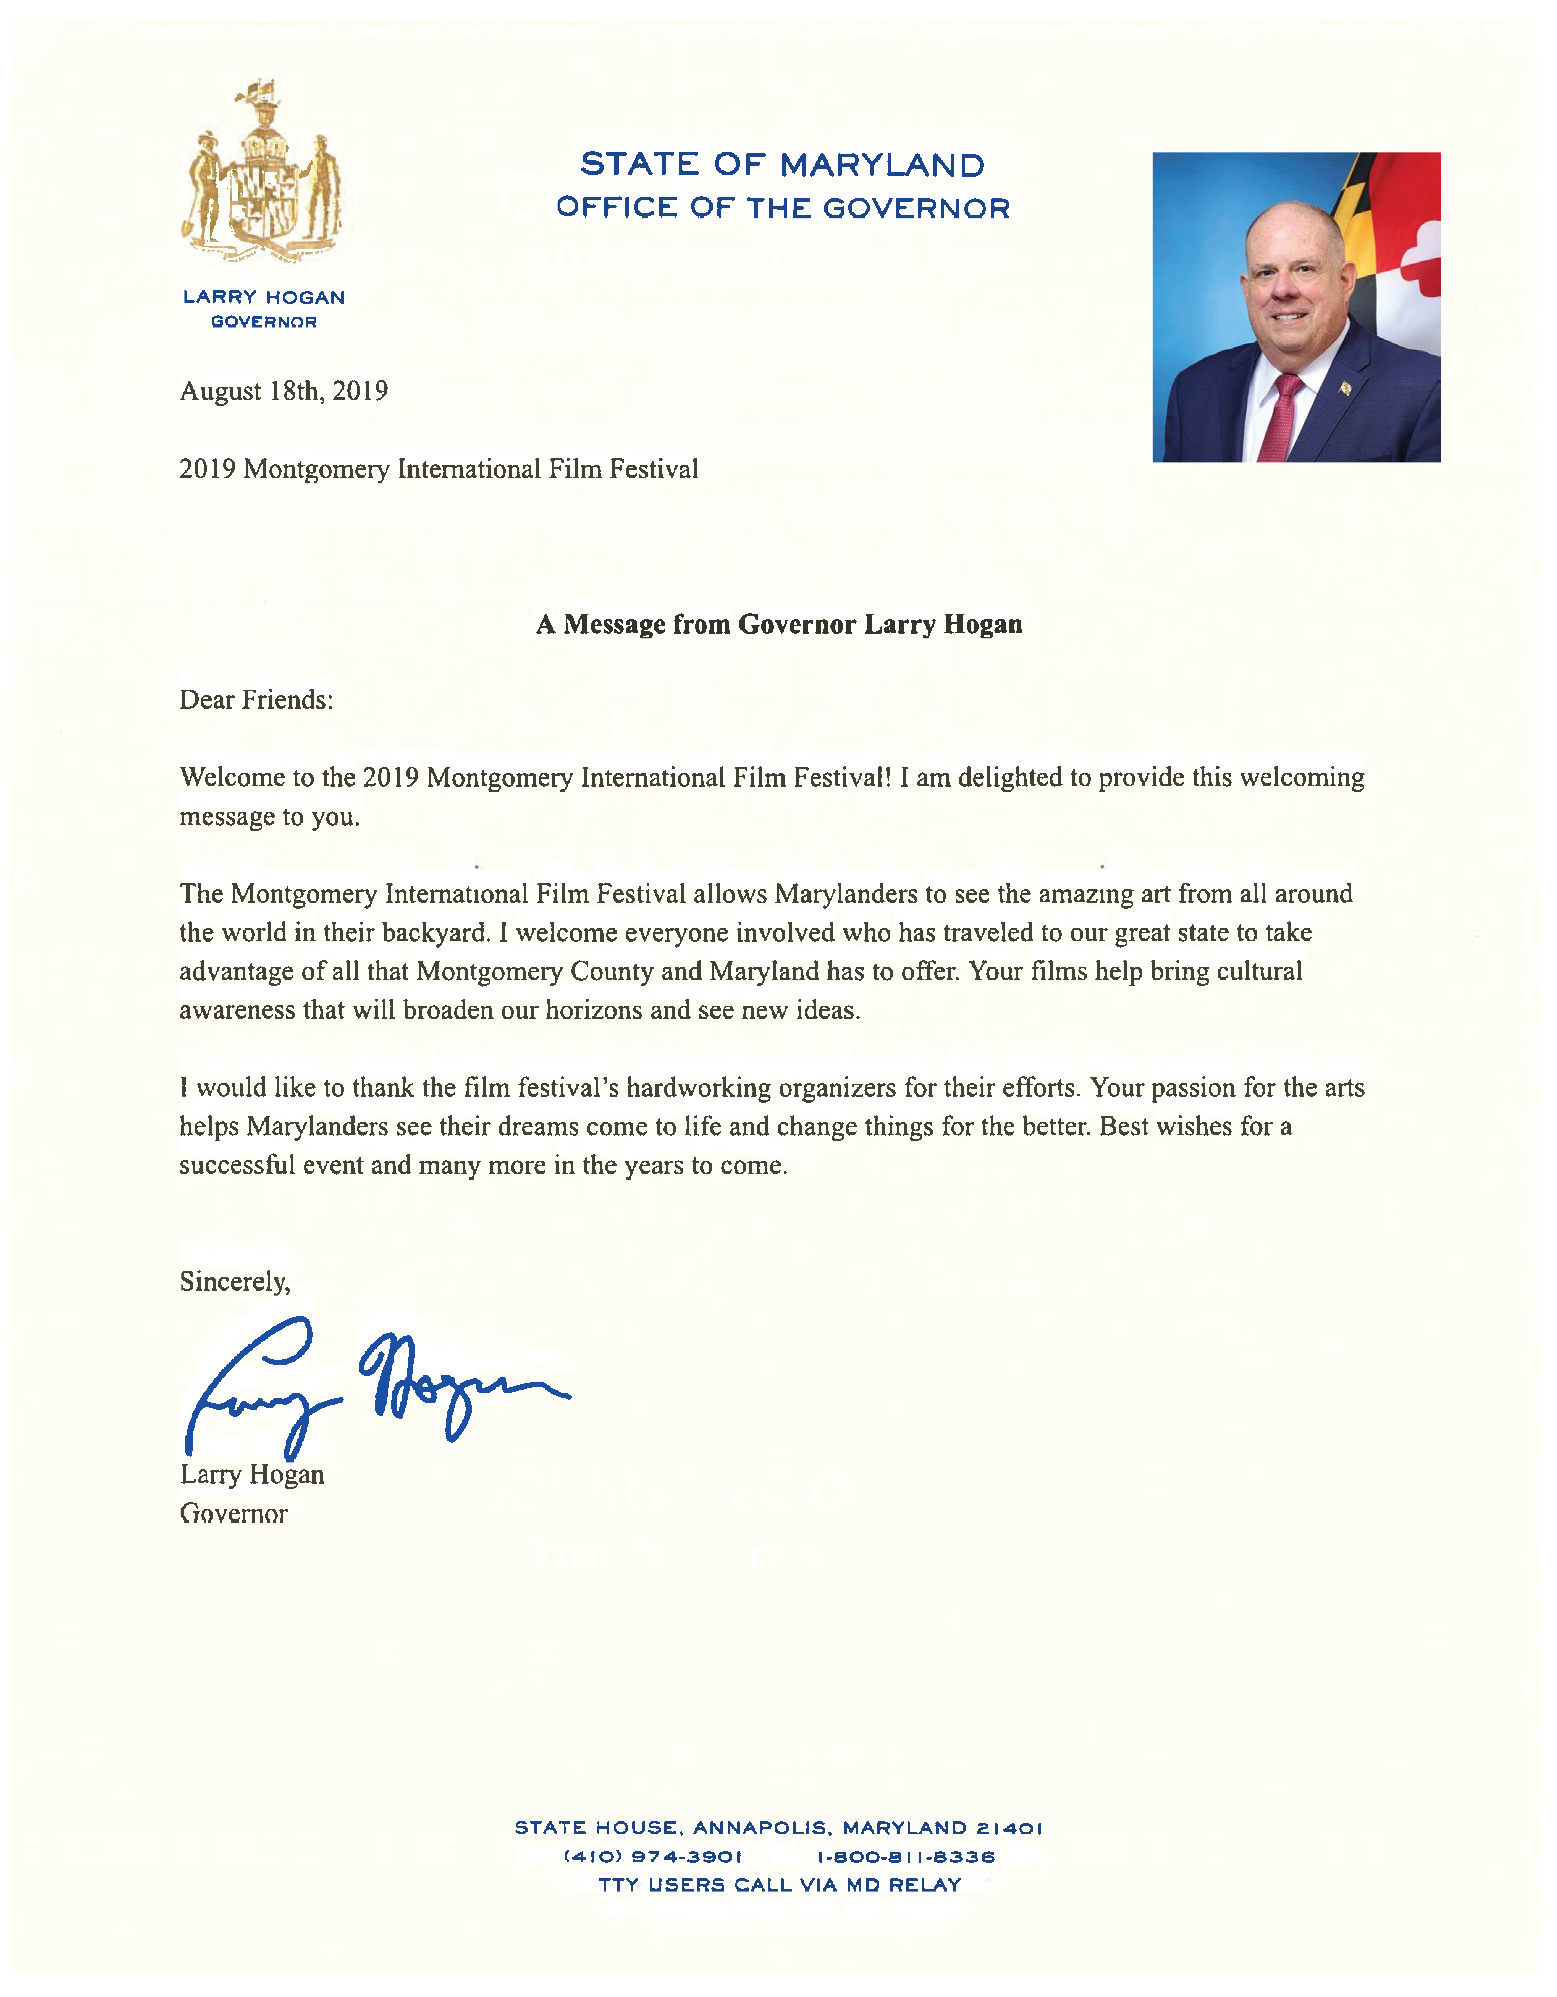 STATE OF MARYLAND
OFFICE OF THE GOVERNOR
LARRY HOGAN
GOVERNOR
August 18th, 2019
2019 Montgomery International Film Festival
A Message from Governor Larry Hogan
Dear Friends:
Welcome to the 2019 Montgomery International Film Festival! I am delighted to provide this welcoming
message to you.
The Montgomery International Film Festival allows Marylanders to see the amazing art from all around
the world in their backyard. I welcome everyone involved who has traveled to our great state to take
advantage of all that Montgomery County and Maryland has to offer. Your films help bring cultural
awareness that will broaden our horizons and see new ideas.
I would like to thank the film festival's hardworking organizers for their efforts. Your passion for the arts
helps Marylanders see their dreams come to life and change things for the better. Best wishes for a
successful event and many more in the years to come.
Sincerely,
Larry Hogan
Larry Hogan
Governor
STATE HOUSE, ANNAPOLIS, MARYLAND 21401
(410) 974-3901 1-800-811-8336
TTY USERS CALL VIA MD RELAY